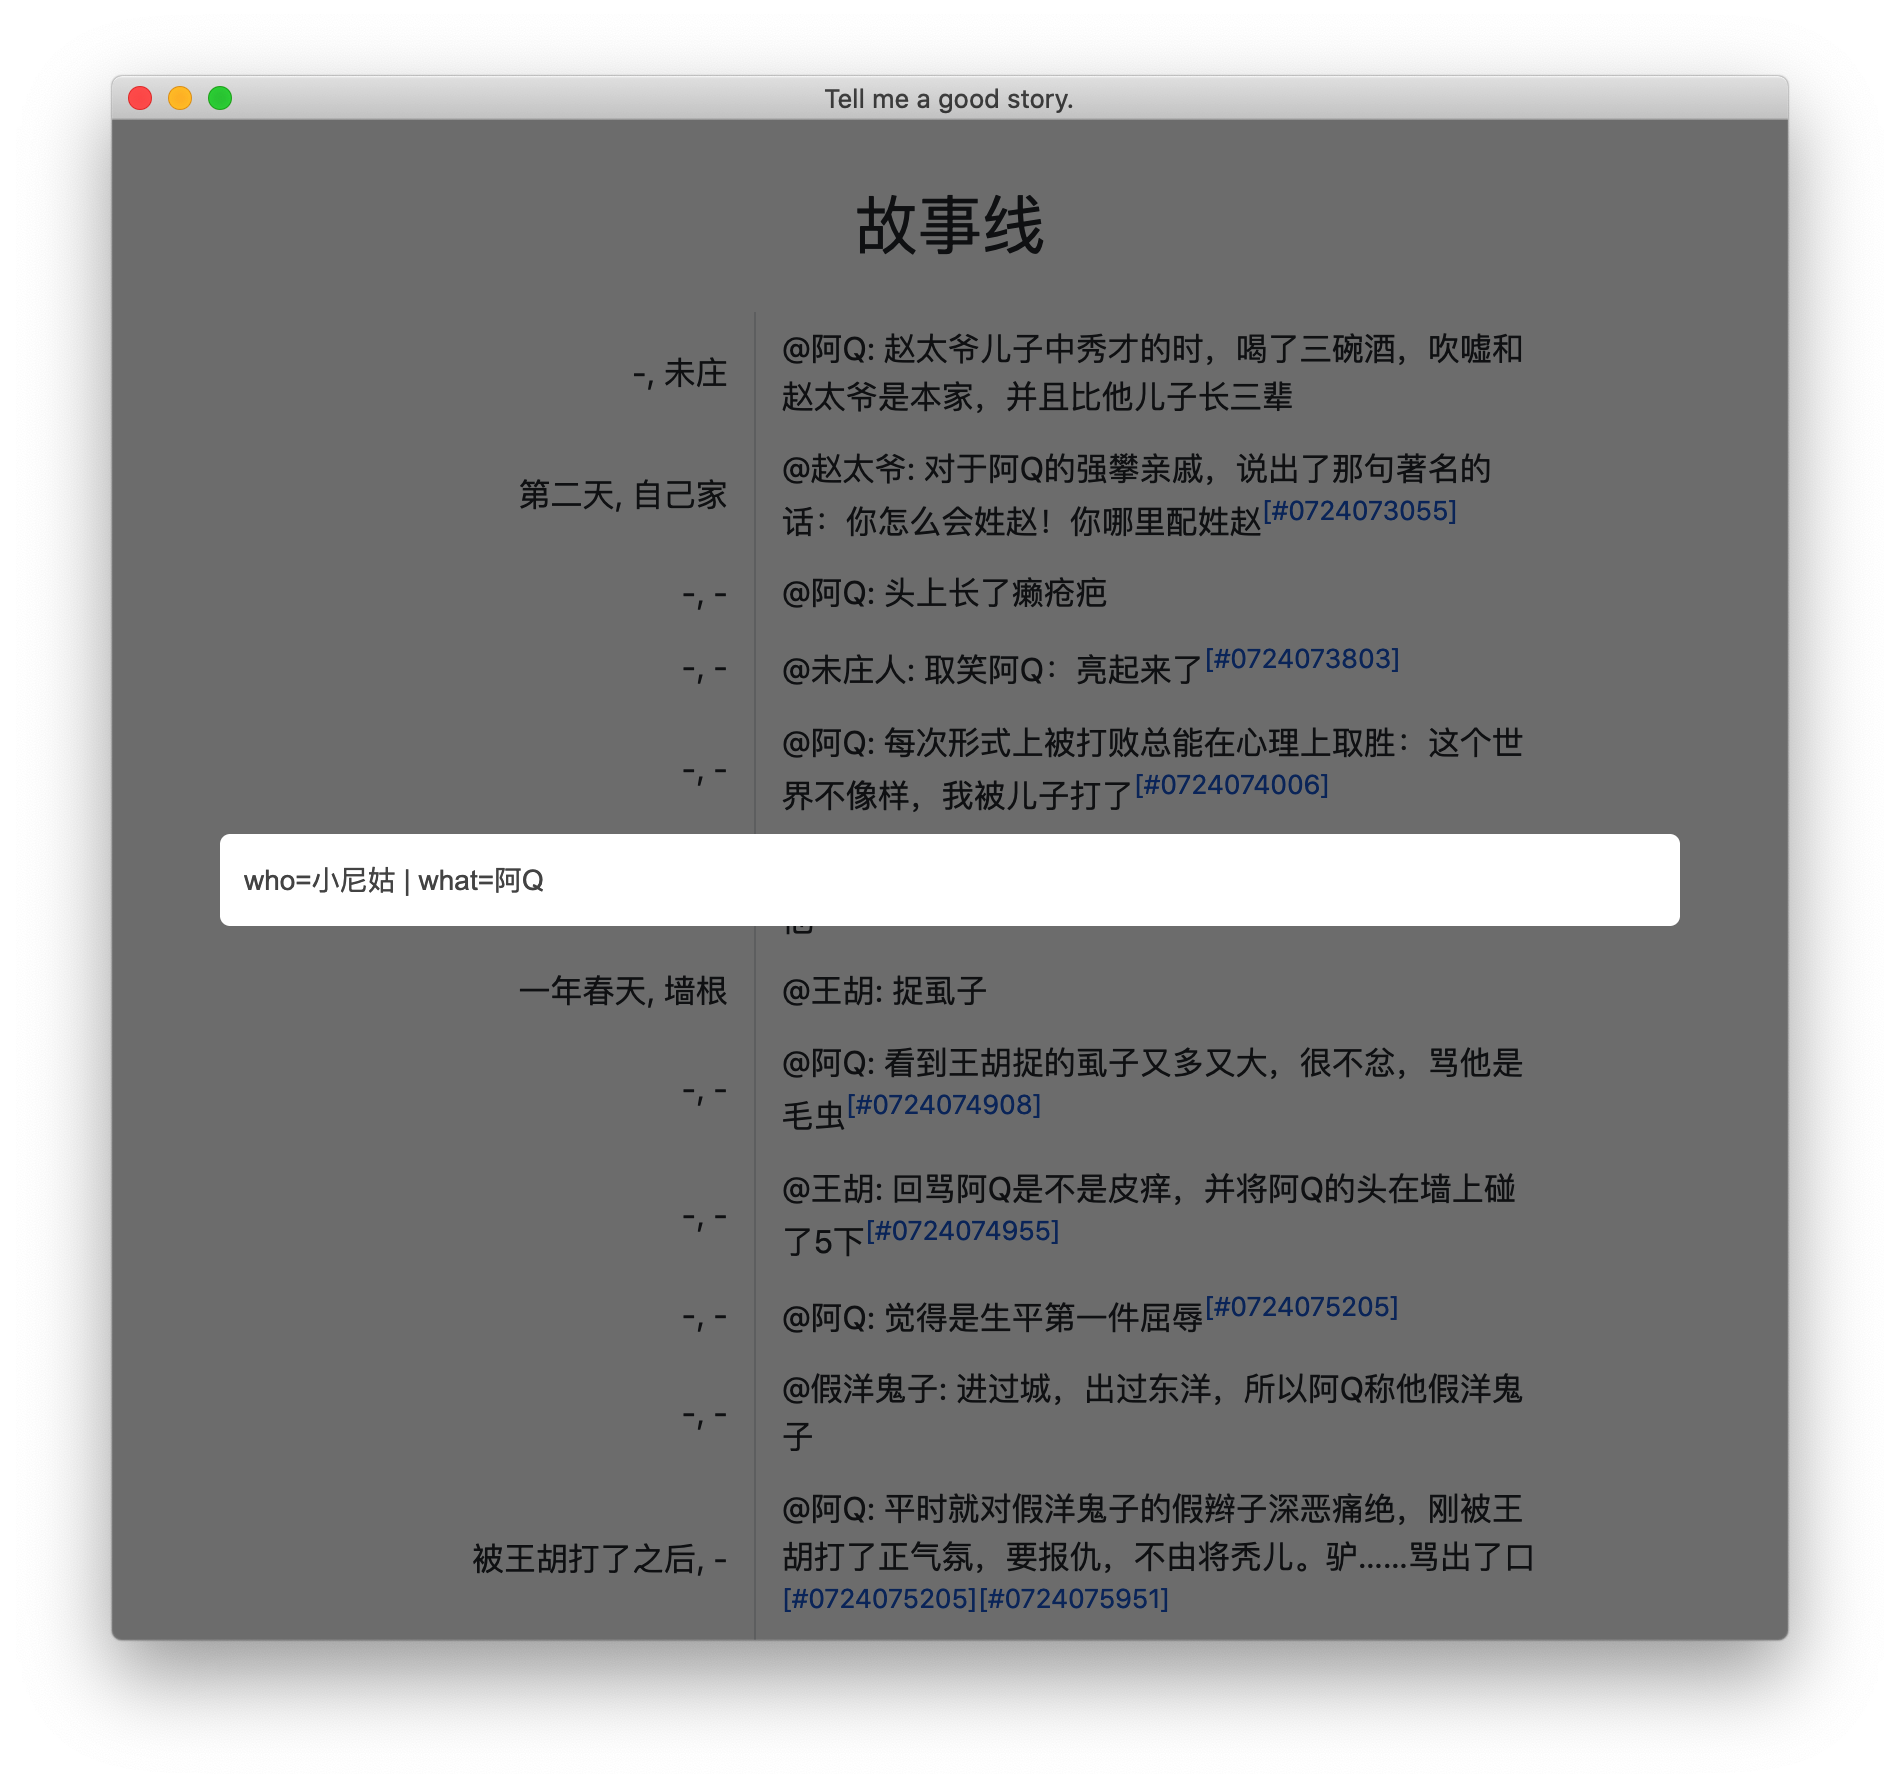 Tell me a good story.
故事线
-, 未庄
@阿Q: 赵太爷儿子中秀才的时，喝了三碗酒，吹嘘和
赵太爷是本家，并且比他儿子长三辈
第二天, 自己家
@赵太爷: 对于阿Q的强攀亲戚，说出了那句著名的
话：你怎么会姓赵！你哪里配姓赵[#0724073055]
-, -
@阿Q: 头上长了癞疮疤
-, -
@未庄人: 取笑阿Q：亮起来了[#0724073803]
-, -
@阿Q: 每次形式上被打败总能在心理上取胜：这个世
界不像样，我被儿子打了[#0724074006]
who=小尼姑 | what=阿Q
一年春天, 墙根
@王胡: 捉虱子
-, -
@阿Q: 看到王胡捉的虱子又多又大，很不忿，骂他是
毛虫[#0724074908]
-, -
@王胡: 回骂阿Q是不是皮痒，并将阿Q的头在墙上碰
了5下[#0724074955]
-, -
@阿Q: 觉得是生平第一件屈辱[#0724075205]
-, -
@假洋鬼子: 进过城，出过东洋，所以阿Q称他假洋鬼
子
被王胡打了之后, -
@阿Q: 平时就对假洋鬼子的假辫子深恶痛绝，刚被王
胡打了正气氛，要报仇，不由将秃儿。驴……骂出了口
[#0724075205][#0724075951]